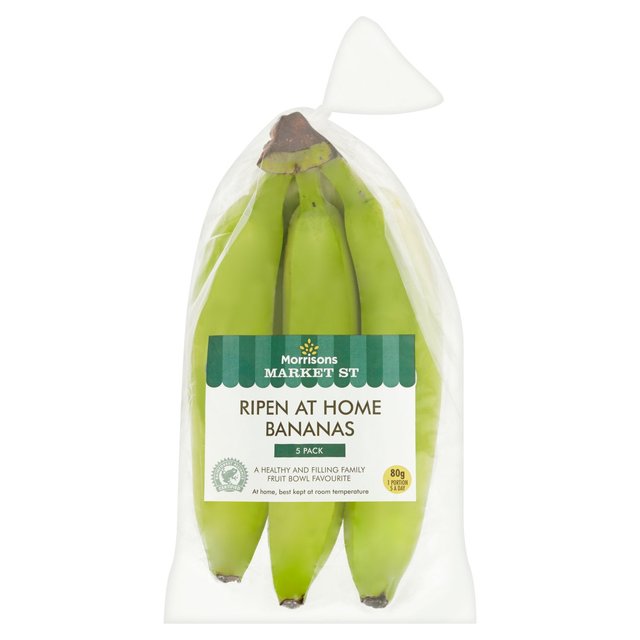 Morrisons
MARKET ST
RIPEN AT HOME
BANANAS
5 PACK
A HEALTHY AND FILLING FAMILY
FRUIT BOWL FAVOURITE
At home, best kept at room temperature
80g
1 PORTION
5 A DAY